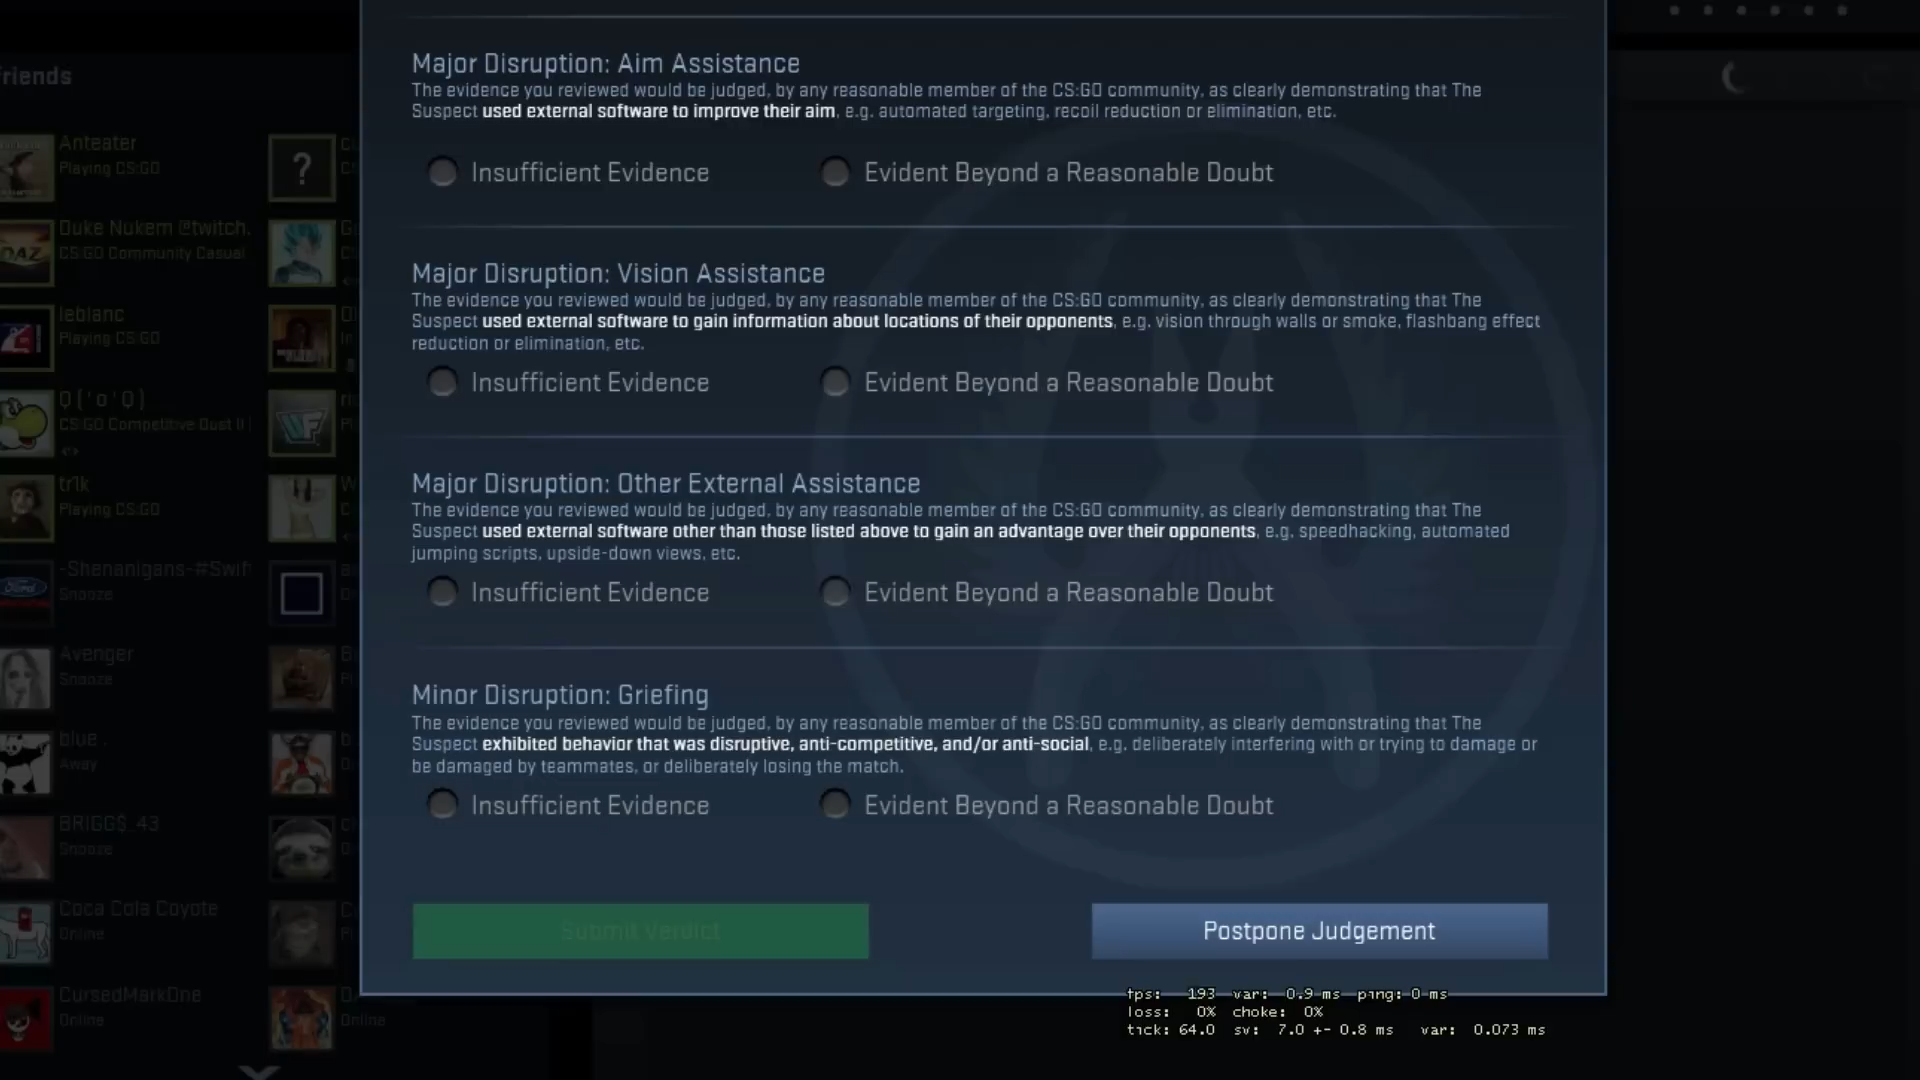 friends
Anteater
Playing CS:GO
Duke Nukem @twitch.
CS:GO Community Casual
leblanc
Playing CS:GO
Q ( ' o ' Q )
CS:GO Competitive Dust II
tr1k
Playing CS:GO
-Shenanigans-#Swif
Snooze
Avenger
Snooze
blue .
Away
BRIGG$_43
Snooze
Coca Cola Coyote
Online
CursedMarkOne
Online
Online
DAZ
Ford
WF
?
Major Disruption: Aim Assistance
The evidence you reviewed would be judged, by any reasonable member of the CS:GO community, as clearly demonstrating that The
Suspect used external software to improve their aim, e.g. automated targeting, recoil reduction or elimination, etc.
Insufficient Evidence
Evident Beyond a Reasonable Doubt
Major Disruption: Vision Assistance
The evidence you reviewed would be judged, by any reasonable member of the CS:GO community, as clearly demonstrating that The
Suspect used external software to gain information about locations of their opponents, e.g. vision through walls or smoke, flashbang effect
reduction or elimination, etc.
Insufficient Evidence
Evident Beyond a Reasonable Doubt
Major Disruption: Other External Assistance
The evidence you reviewed would be judged, by any reasonable member of the CS:GO community, as clearly demonstrating that The
Suspect used external software other than those listed above to gain an advantage over their opponents, e.g. speedhacking, automated
jumping scripts, upside-down views, etc.
Insufficient Evidence
Evident Beyond a Reasonable Doubt
Minor Disruption: Griefing
The evidence you reviewed would be judged, by any reasonable member of the CS:GO community, as clearly demonstrating that The
Suspect exhibited behavior that was disruptive, anti-competitive, and/or anti-social, e.g. deliberately interfering with or trying to damage or
be damaged by teammates, or deliberately losing the match.
Insufficient Evidence
Evident Beyond a Reasonable Doubt
Submit Verdict
Postpone Judgement
fps: 193 var: 0.9 ms ping: 0 ms
loss: 0% choke: 0%
tick: 64.0 sv: 7.0 +- 0.8 ms var: 0.073 ms